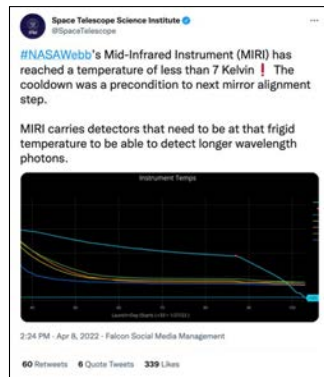 Space Telescope Science Institute
@SpaceTelescope
#NASAWebb's Mid-Infrared Instrument (MIRI) has
reached a temperature of less than 7 Kelvin❗ The
cooldown was a precondition to next mirror alignment
step.
MIRI carries detectors that need to be at that frigid
temperature to be able to detect longer wavelength
photons.
Instrument Temps
2:24 PM · Apr 8, 2022 · Falcon Social Media Management
60 Retweets 6 Quote Tweets 339 Likes